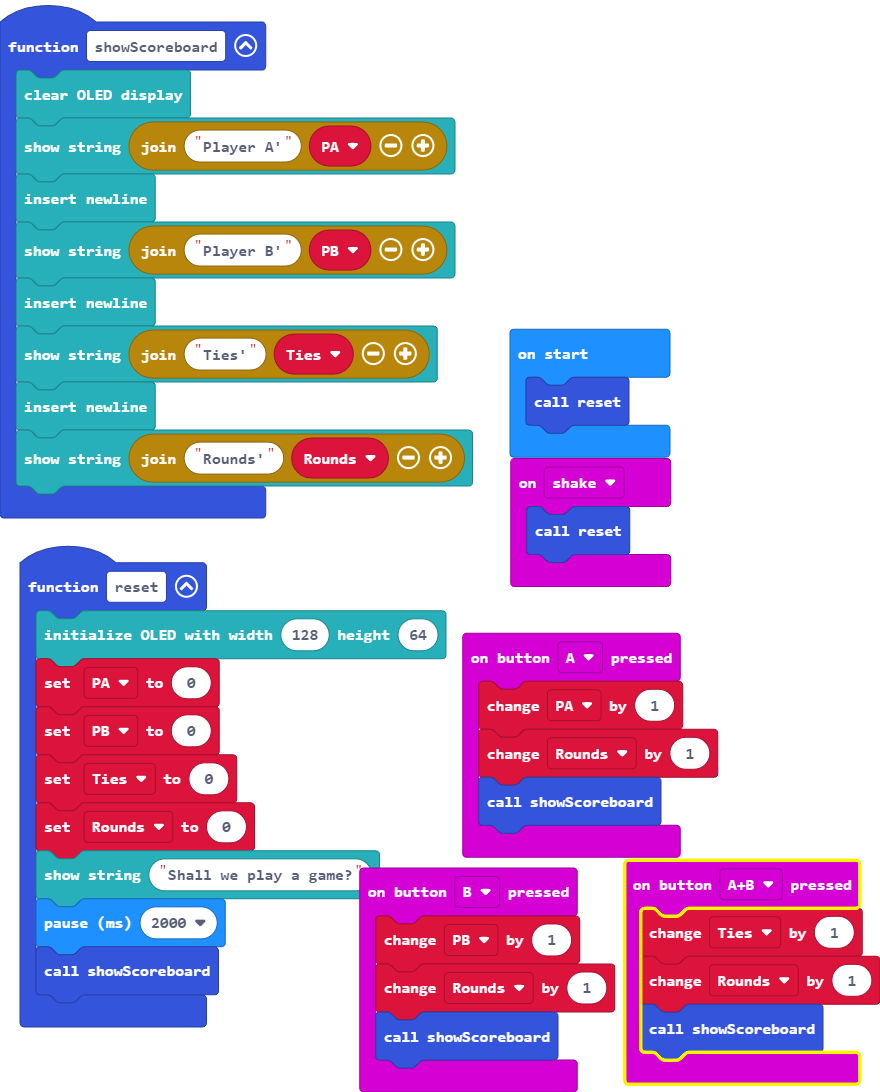 function showScoreboard
clear OLED display
show string join "Player A'" PA
insert newline
show string join "Player B'" PB
insert newline
show string join "Ties'" Ties
insert newline
show string join "Rounds'" Rounds
on start
call reset
on shake
call reset
function reset
initialize OLED with width 128 height 64
set PA to 0
set PB to 0
set Ties to 0
set Rounds to 0
show string "Shall we play a game?"
pause (ms) 2000
call showScoreboard
on button A pressed
change PA by 1
change Rounds by 1
call showScoreboard
on button B pressed
change PB by 1
change Rounds by 1
call showScoreboard
on button A+B pressed
change Ties by 1
change Rounds by 1
call showScoreboard